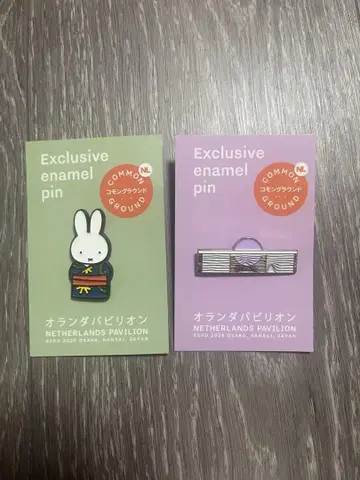 Exclusive
enamel
pin
NL
COMMON
コモングラウンド
GROUND
オランダパビリオン
NETHERLANDS PAVILION
EXPO 2025 OSAKA, KANSAI, JAPAN
Exclusive
enamel
pin
NL
COMMON
コモングラウンド
GROUND
オランダパビリオン
NETHERLANDS PAVILION
EXPO 2025 OSAKA, KANSAI, JAPAN